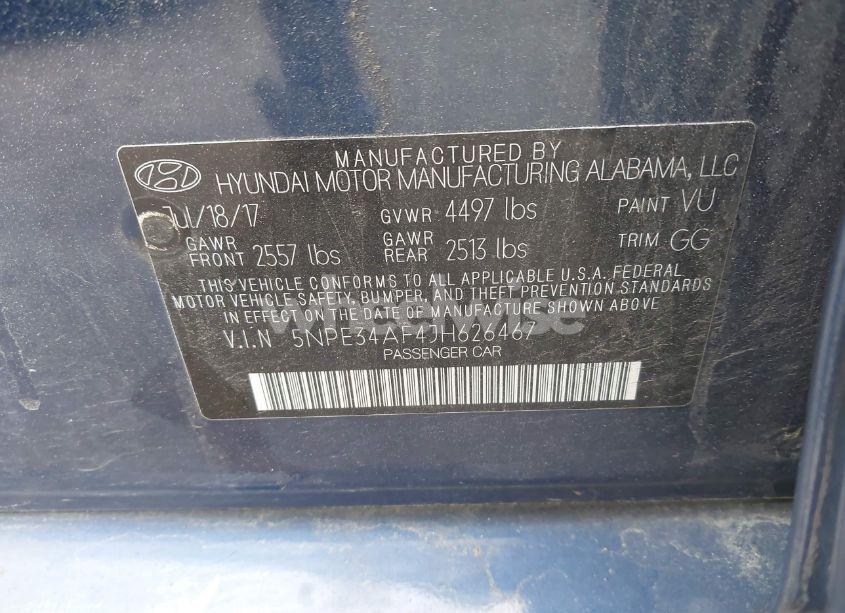 MANUFACTURED BY
HYUNDAI MOTOR MANUFACTURING ALABAMA, LLC
Jul/18/17 GVWR 4497 lbs PAINT VU
GAWR FRONT 2557 lbs GAWR REAR 2513 lbs TRIM GG
THIS VEHICLE CONFORMS TO ALL APPLICABLE U.S.A. FEDERAL
MOTOR VEHICLE SAFETY, BUMPER, AND THEFT PREVENTION STANDARDS
IN EFFECT ON THE DATE OF MANUFACTURE SHOWN ABOVE
wheelwise
V.I.N 5NPE34AF4JH626467
PASSENGER CAR